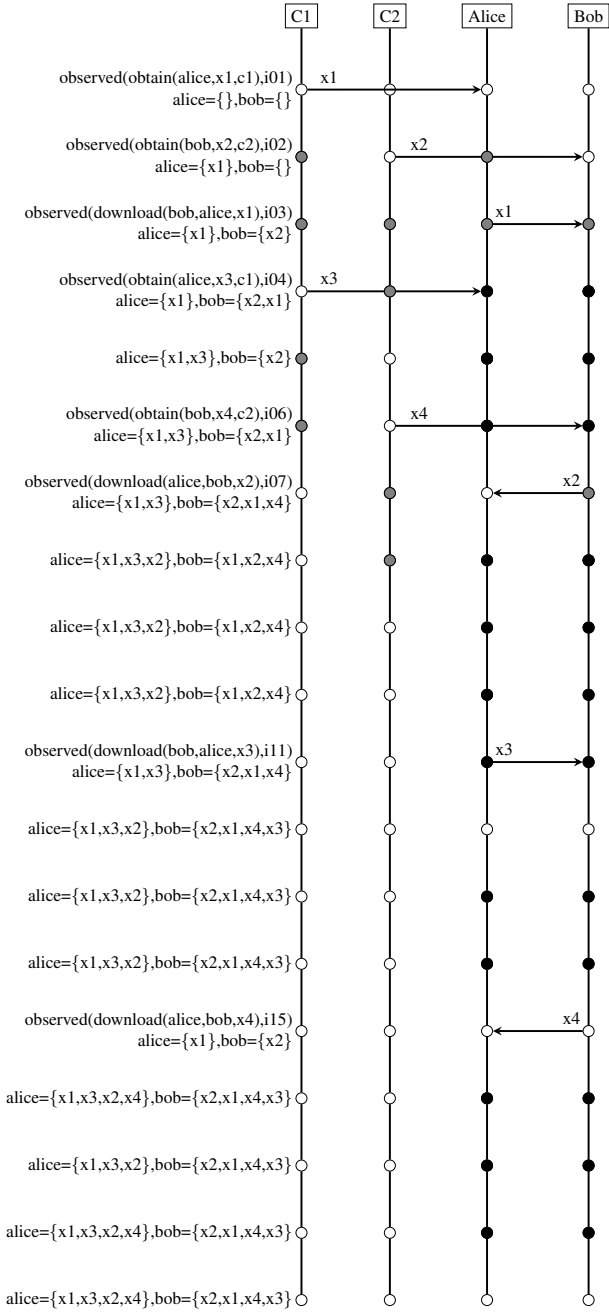 C1 C2 Alice Bob
observed(obtain(alice,x1,c1),i01)
alice={},bob={}
x1
observed(obtain(bob,x2,c2),i02)
alice={x1},bob={}
x2
observed(download(bob,alice,x1),i03)
alice={x1},bob={x2}
x1
observed(obtain(alice,x3,c1),i04)
alice={x1},bob={x2,x1}
x3
alice={x1,x3},bob={x2}
observed(obtain(bob,x4,c2),i06)
alice={x1,x3},bob={x2,x1}
x4
observed(download(alice,bob,x2),i07)
alice={x1,x3},bob={x2,x1,x4}
x2
alice={x1,x3,x2},bob={x1,x2,x4}
alice={x1,x3,x2},bob={x1,x2,x4}
alice={x1,x3,x2},bob={x1,x2,x4}
observed(download(bob,alice,x3),i11)
alice={x1,x3},bob={x2,x1,x4}
x3
alice={x1,x3,x2},bob={x2,x1,x4,x3}
alice={x1,x3,x2},bob={x2,x1,x4,x3}
alice={x1,x3,x2},bob={x2,x1,x4,x3}
observed(download(alice,bob,x4),i15)
alice={x1},bob={x2}
x4
alice={x1,x3,x2,x4},bob={x2,x1,x4,x3}
alice={x1,x3,x2},bob={x2,x1,x4,x3}
alice={x1,x3,x2,x4},bob={x2,x1,x4,x3}
alice={x1,x3,x2,x4},bob={x2,x1,x4,x3}